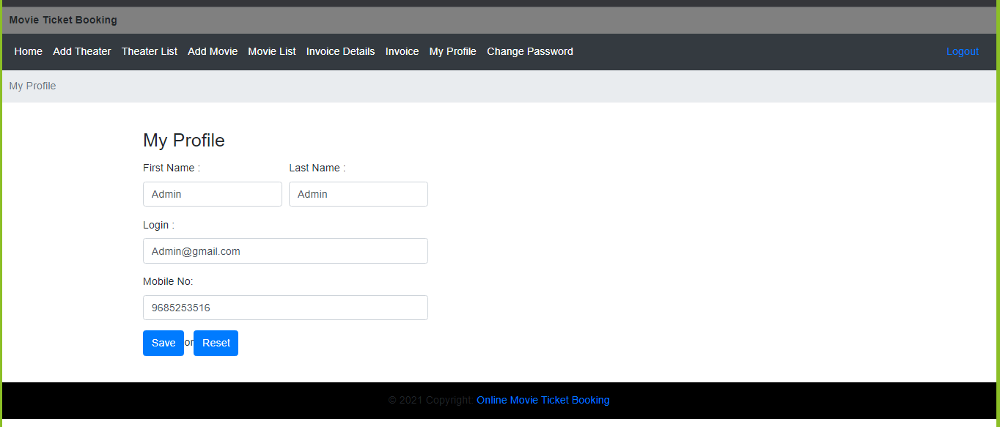 Movie Ticket Booking
Home Add Theater Theater List Add Movie Movie List Invoice Details Invoice My Profile Change Password Logout
My Profile
My Profile
First Name : Last Name :
Admin Admin
Login :
Admin@gmail.com
Mobile No:
9685253516
Save or Reset
© 2021 Copyright: Online Movie Ticket Booking